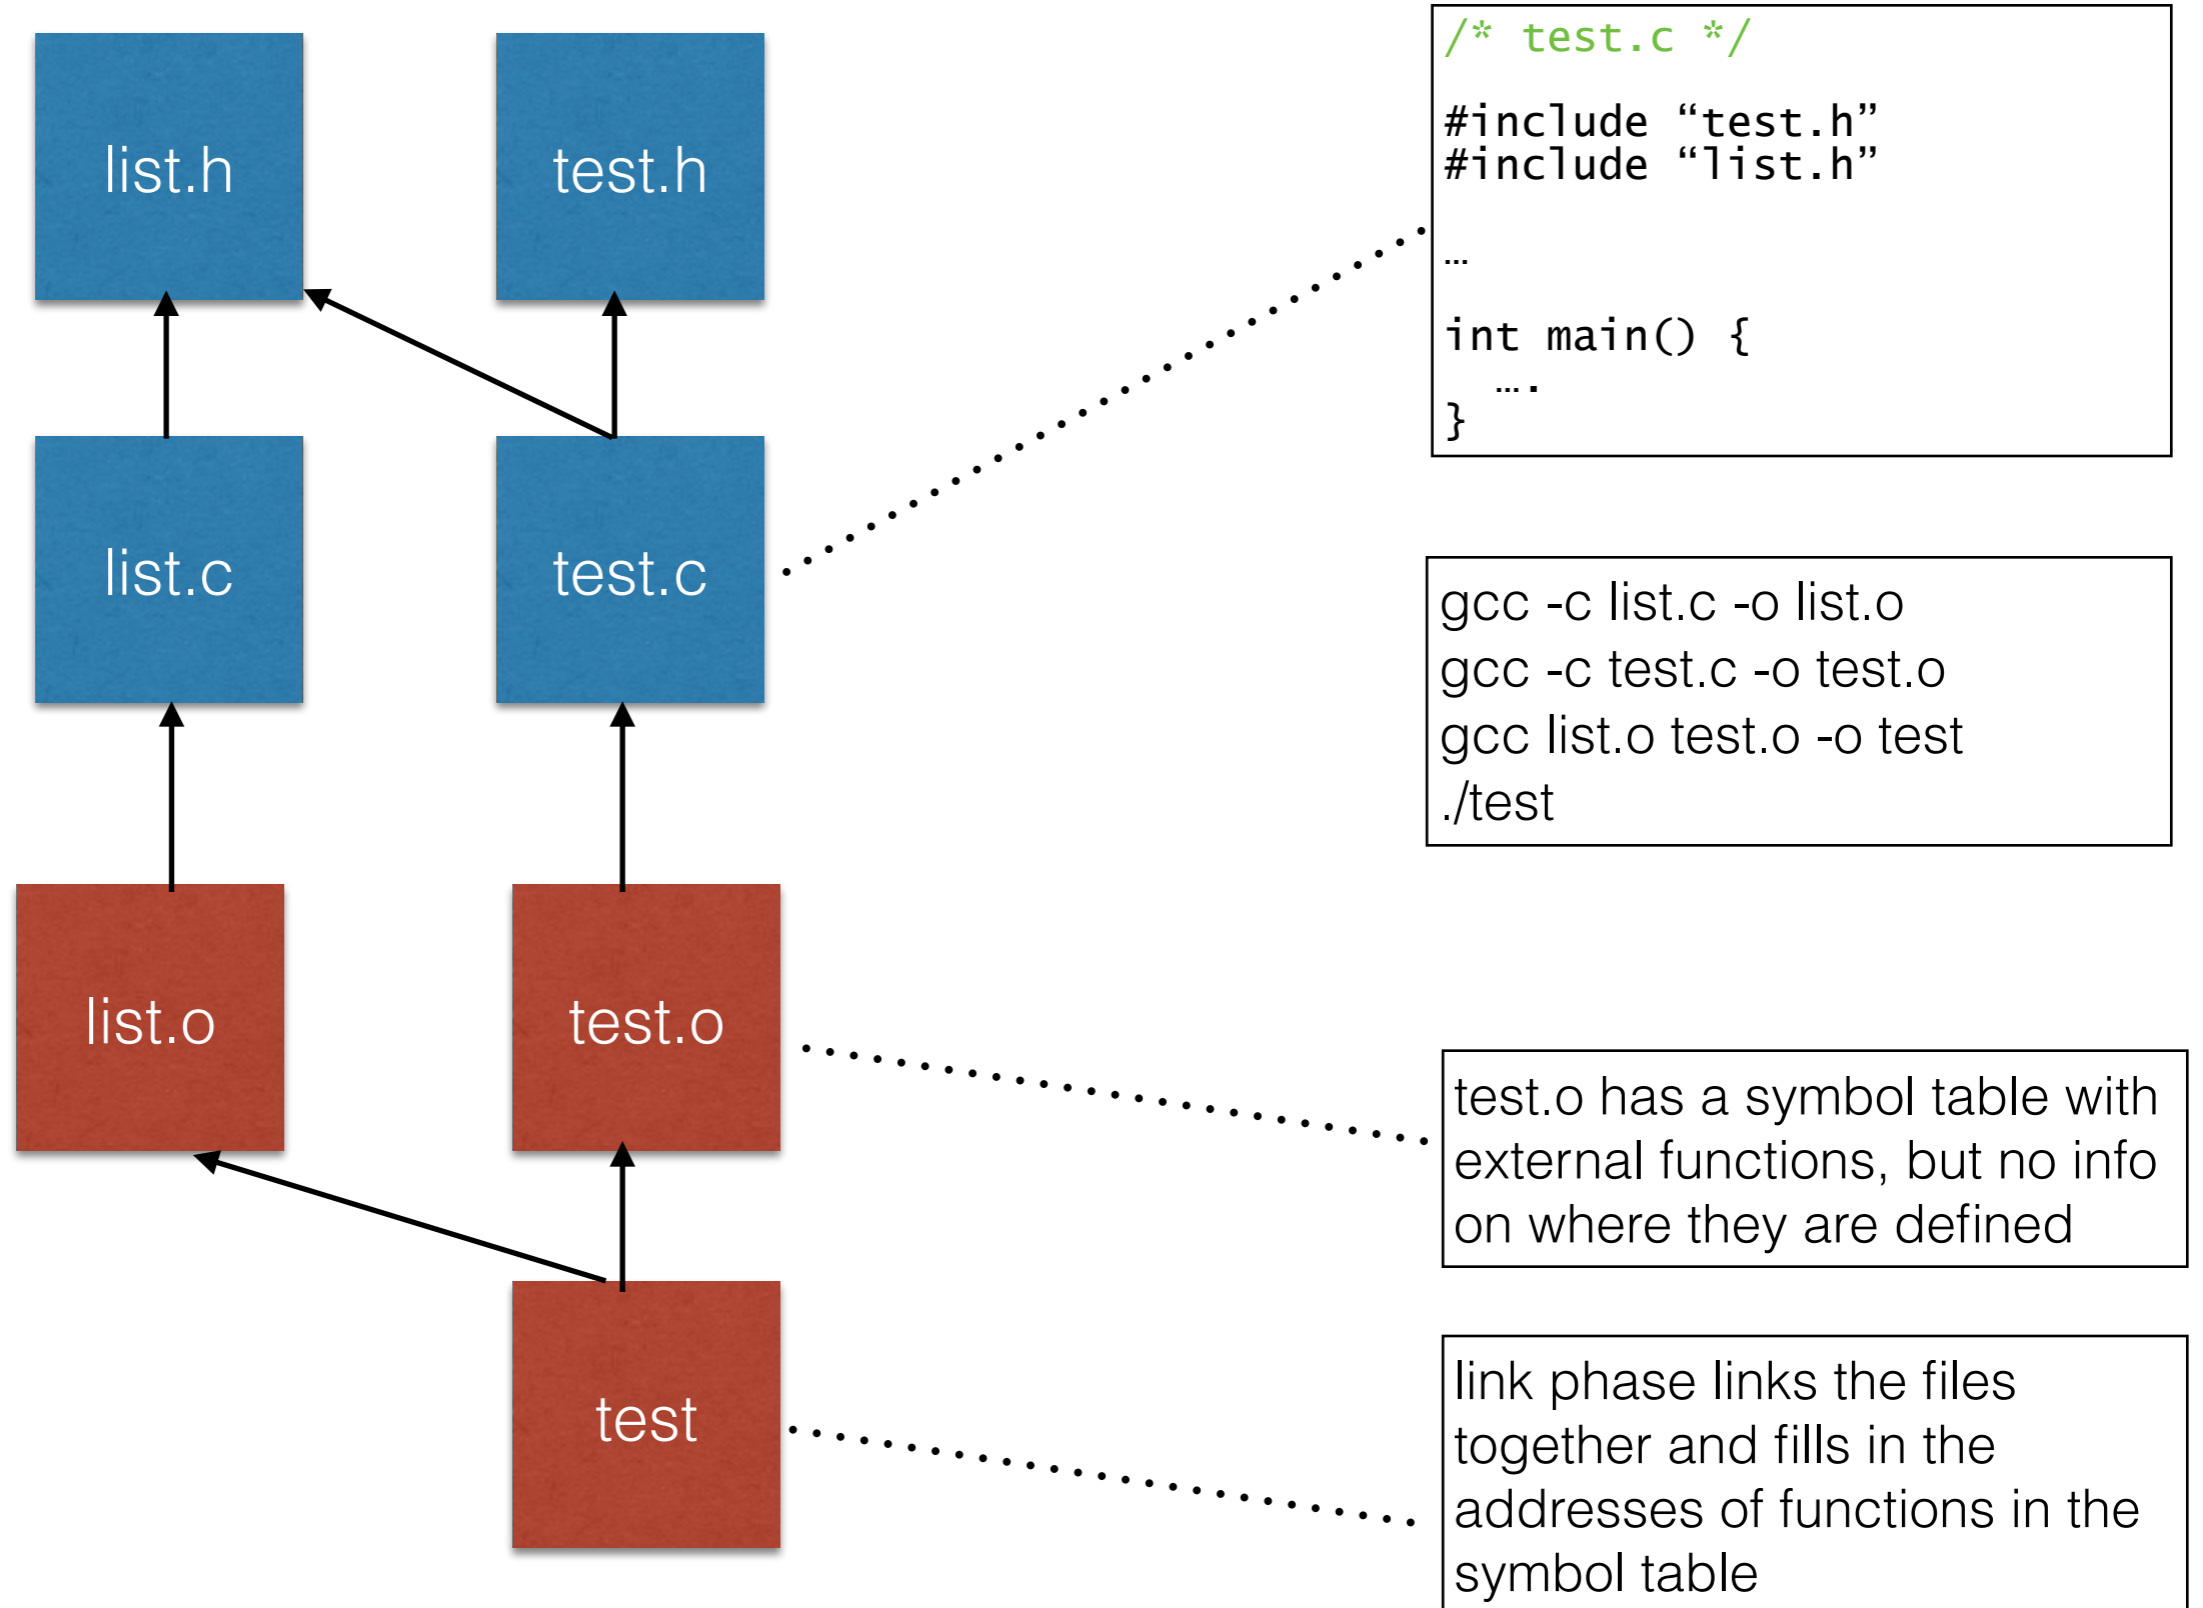 list.h
test.h
list.c
test.c
list.o
test.o
test
/* test.c */
#include “test.h”
#include “list.h”
…
int main() {
….
}
gcc -c list.c -o list.o
gcc -c test.c -o test.o
gcc list.o test.o -o test
./test
test.o has a symbol table with
external functions, but no info
on where they are defined
link phase links the files
together and fills in the
addresses of functions in the
symbol table